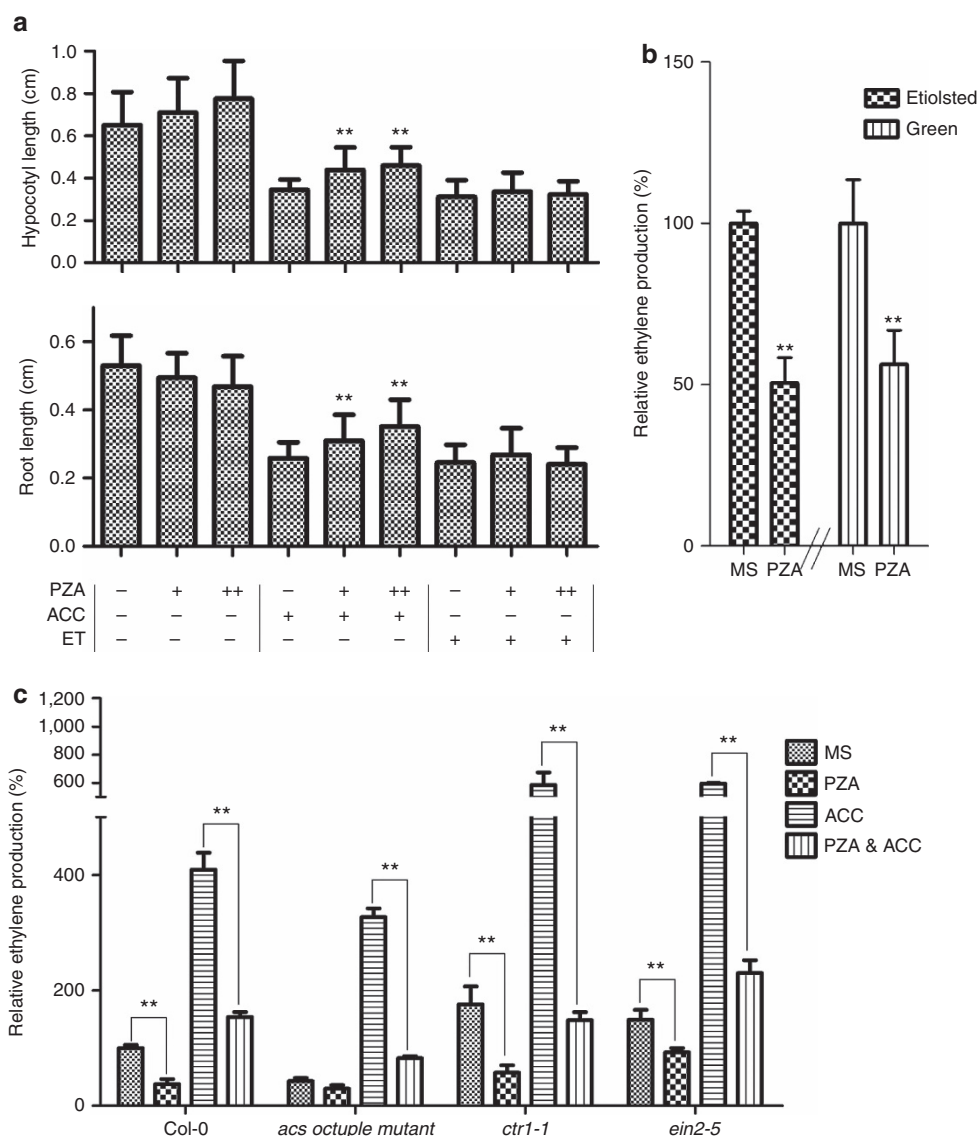 a
Hypocotyl length (cm)
1.0
0.8
0.6
0.4
0.2
0.0
** **
Root length (cm)
0.6
0.4
0.2
0.0
** **
PZA – + ++ – + ++ – + ++
ACC – – – + + + – – –
ET – – – – – – + + +
b
Relative ethylene production (%)
150
100
50
0
Etiolsted
Green
** **
MS PZA MS PZA
c
Relative ethylene production (%)
1,200
1,000
800
600
400
200
0
** ** ** ** ** ** **
MS
PZA
ACC
PZA & ACC
Col-0 acs octuple mutant ctr1-1 ein2-5